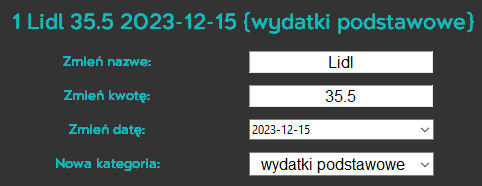 1 Lidl 35.5 2023-12-15 {wydatki podstawowe}
Zmień nazwe: Lidl
Zmień kwotę: 35.5
Zmień datę: 2023-12-15
Nowa kategoria: wydatki podstawowe